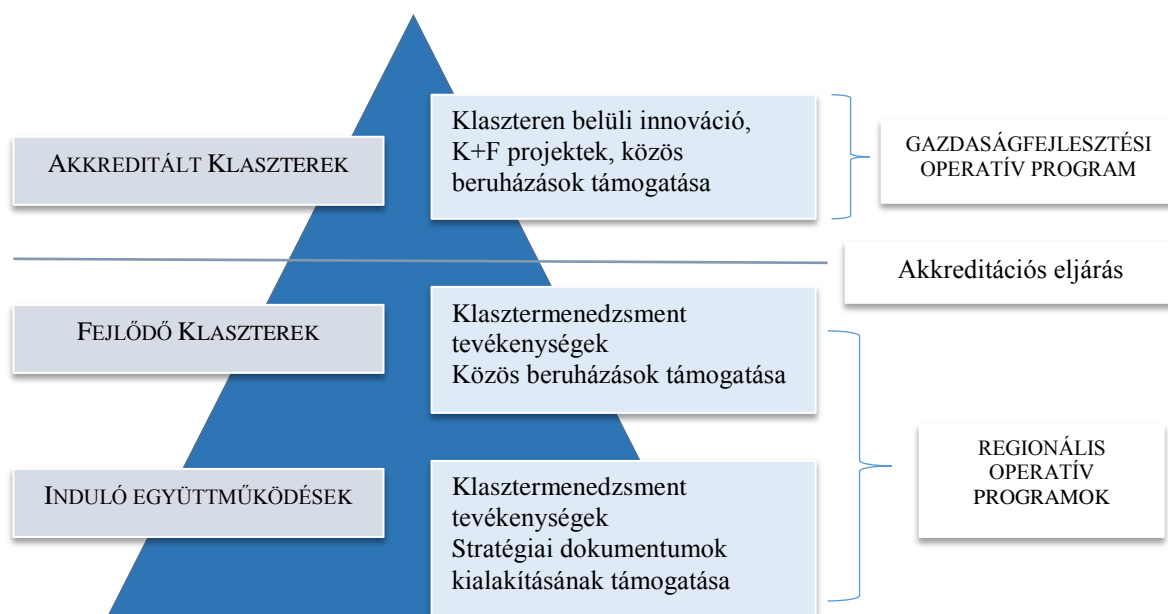 AKKREDITÁLT KLASZTEREK
Klaszteren belüli innováció,
K+F projektek, közös
beruházások támogatása
GAZDASÁGFEJLESZTÉSI
OPERATÍV PROGRAM
Akkreditációs eljárás
FEJLŐDŐ KLASZTEREK
Klasztermenedzsment
tevékenységek
Közös beruházások támogatása
INDULÓ EGYÜTTMŰKÖDÉSEK
Klasztermenedzsment
tevékenységek
Stratégiai dokumentumok
kialakításának támogatása
REGIONÁLIS
OPERATÍV
PROGRAMOK